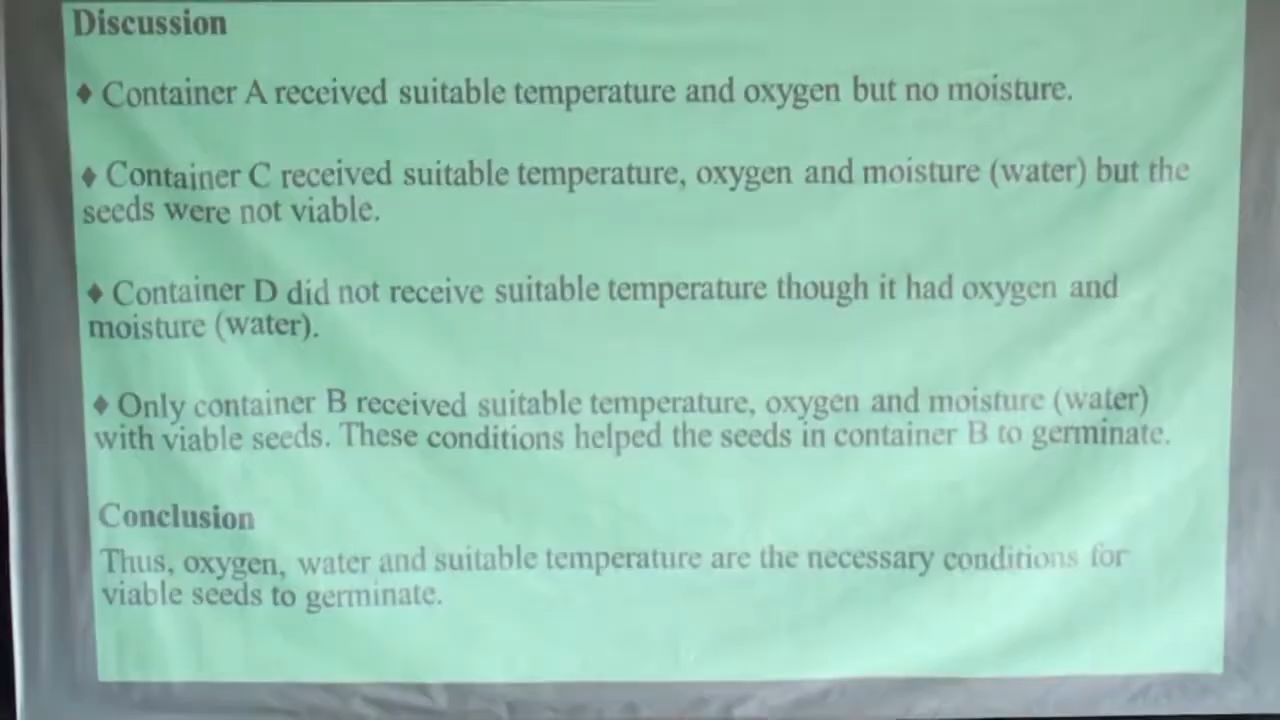 Discussion
♦ Container A received suitable temperature and oxygen but no moisture.
♦ Container C received suitable temperature, oxygen and moisture (water) but the
seeds were not viable.
♦ Container D did not receive suitable temperature though it had oxygen and
moisture (water).
♦ Only container B received suitable temperature, oxygen and moisture (water)
with viable seeds. These conditions helped the seeds in container B to germinate.
Conclusion
Thus, oxygen, water and suitable temperature are the necessary conditions for
viable seeds to germinate.